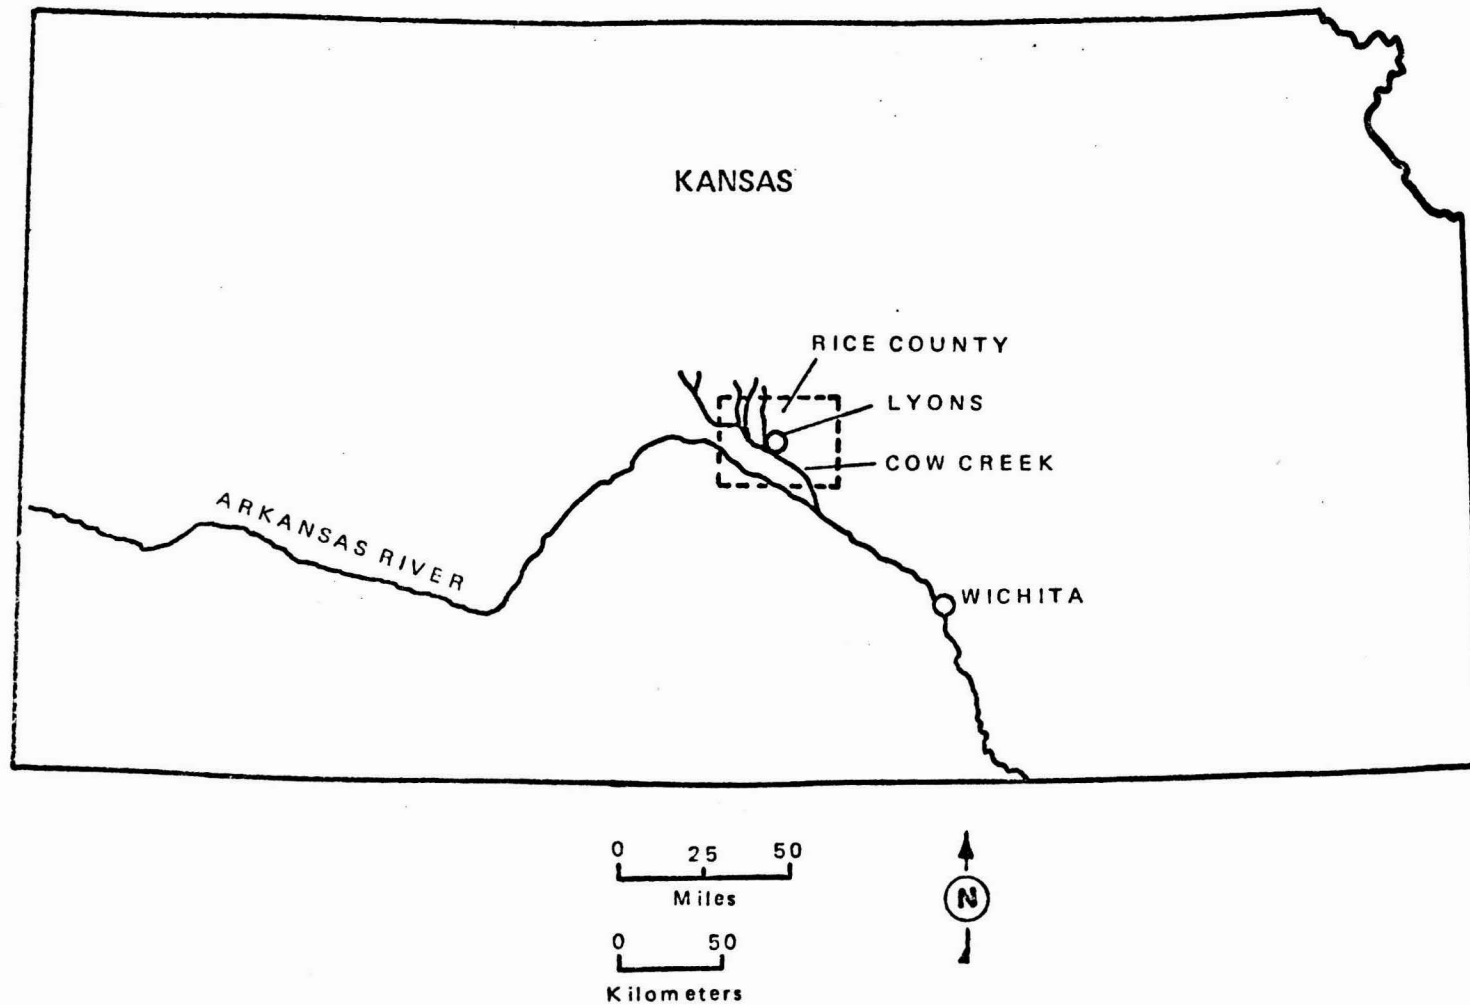 KANSAS
RICE COUNTY
LYONS
COW CREEK
ARKANSAS RIVER
WICHITA
0 25 50
Miles
N
0 50
Kilometers